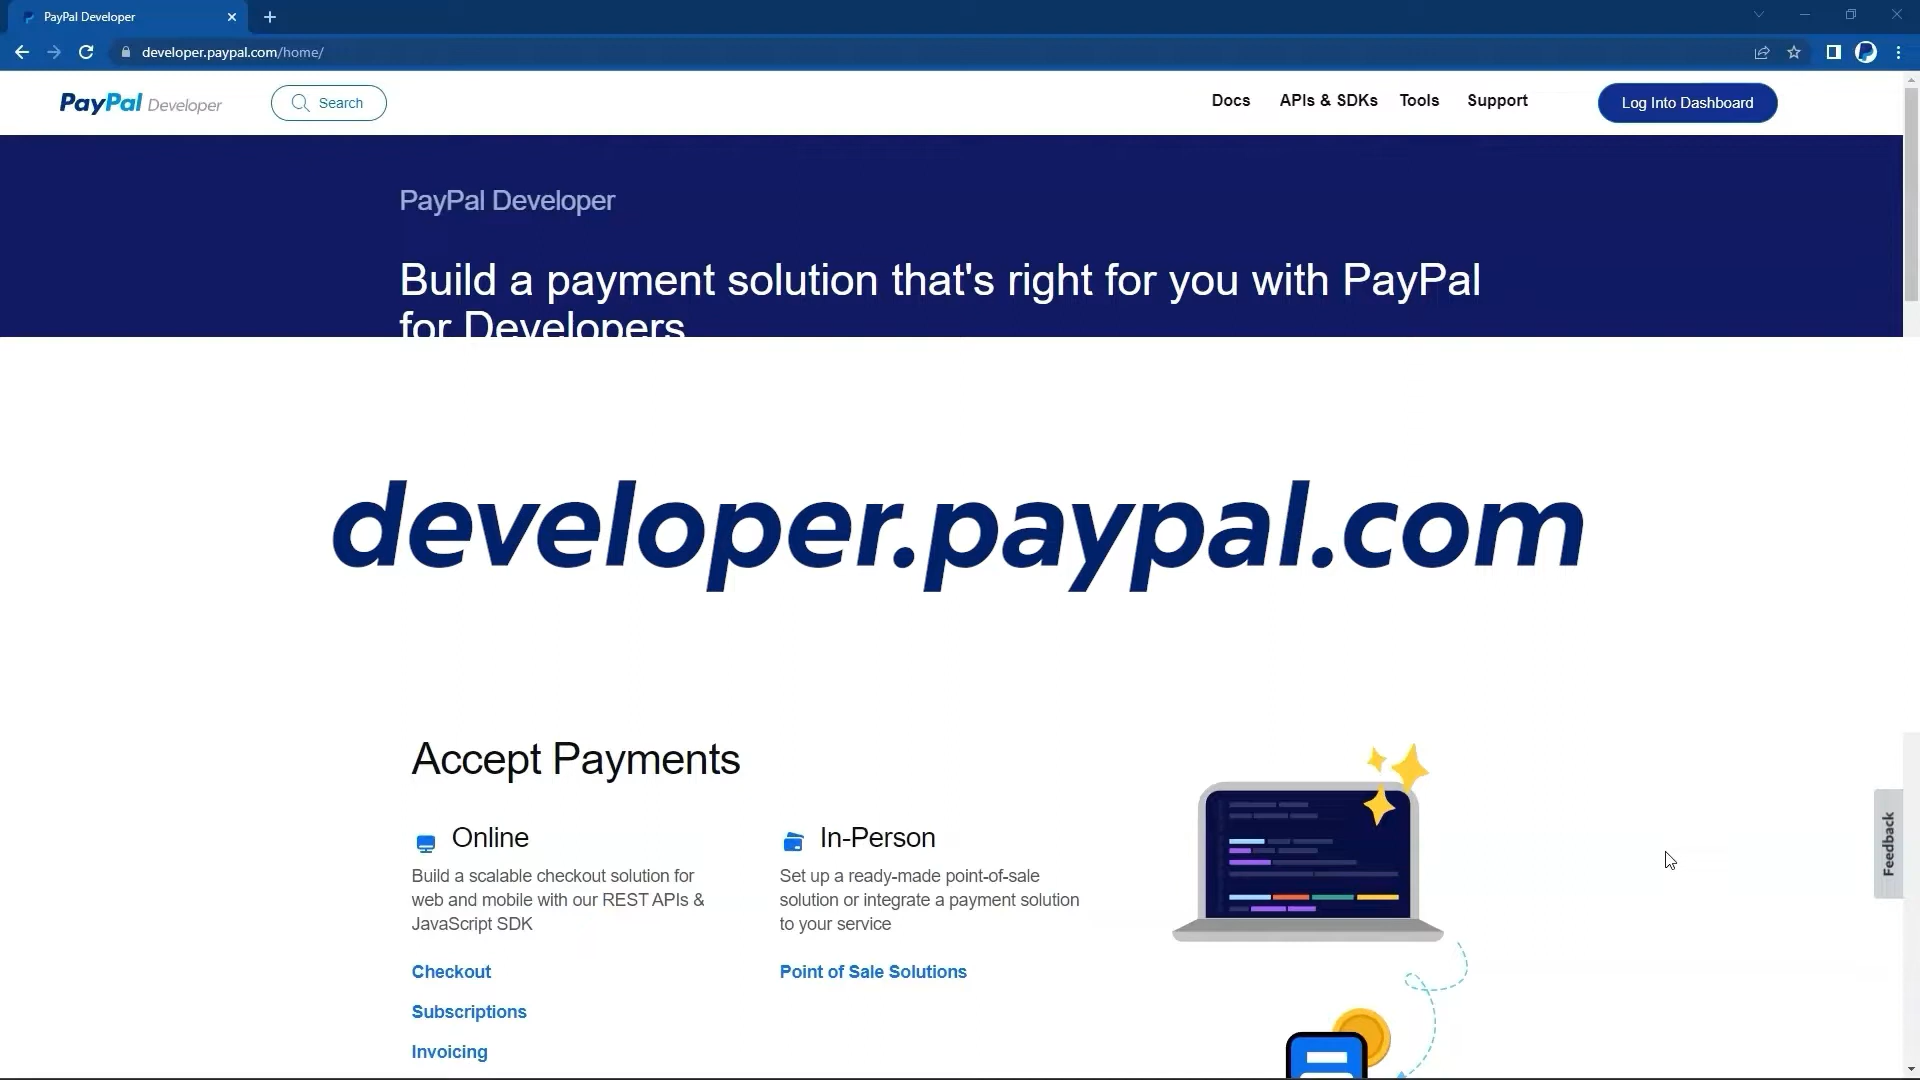 PayPal Developer
developer.paypal.com/home/
PayPal Developer
Search
Docs
APIs & SDKs
Tools
Support
Log Into Dashboard
PayPal Developer
Build a payment solution that's right for you with PayPal
for Developers
developer.paypal.com
Accept Payments
Online
Build a scalable checkout solution for
web and mobile with our REST APIs &
JavaScript SDK
Checkout
Subscriptions
Invoicing
In-Person
Set up a ready-made point-of-sale
solution or integrate a payment solution
to your service
Point of Sale Solutions
Feedback